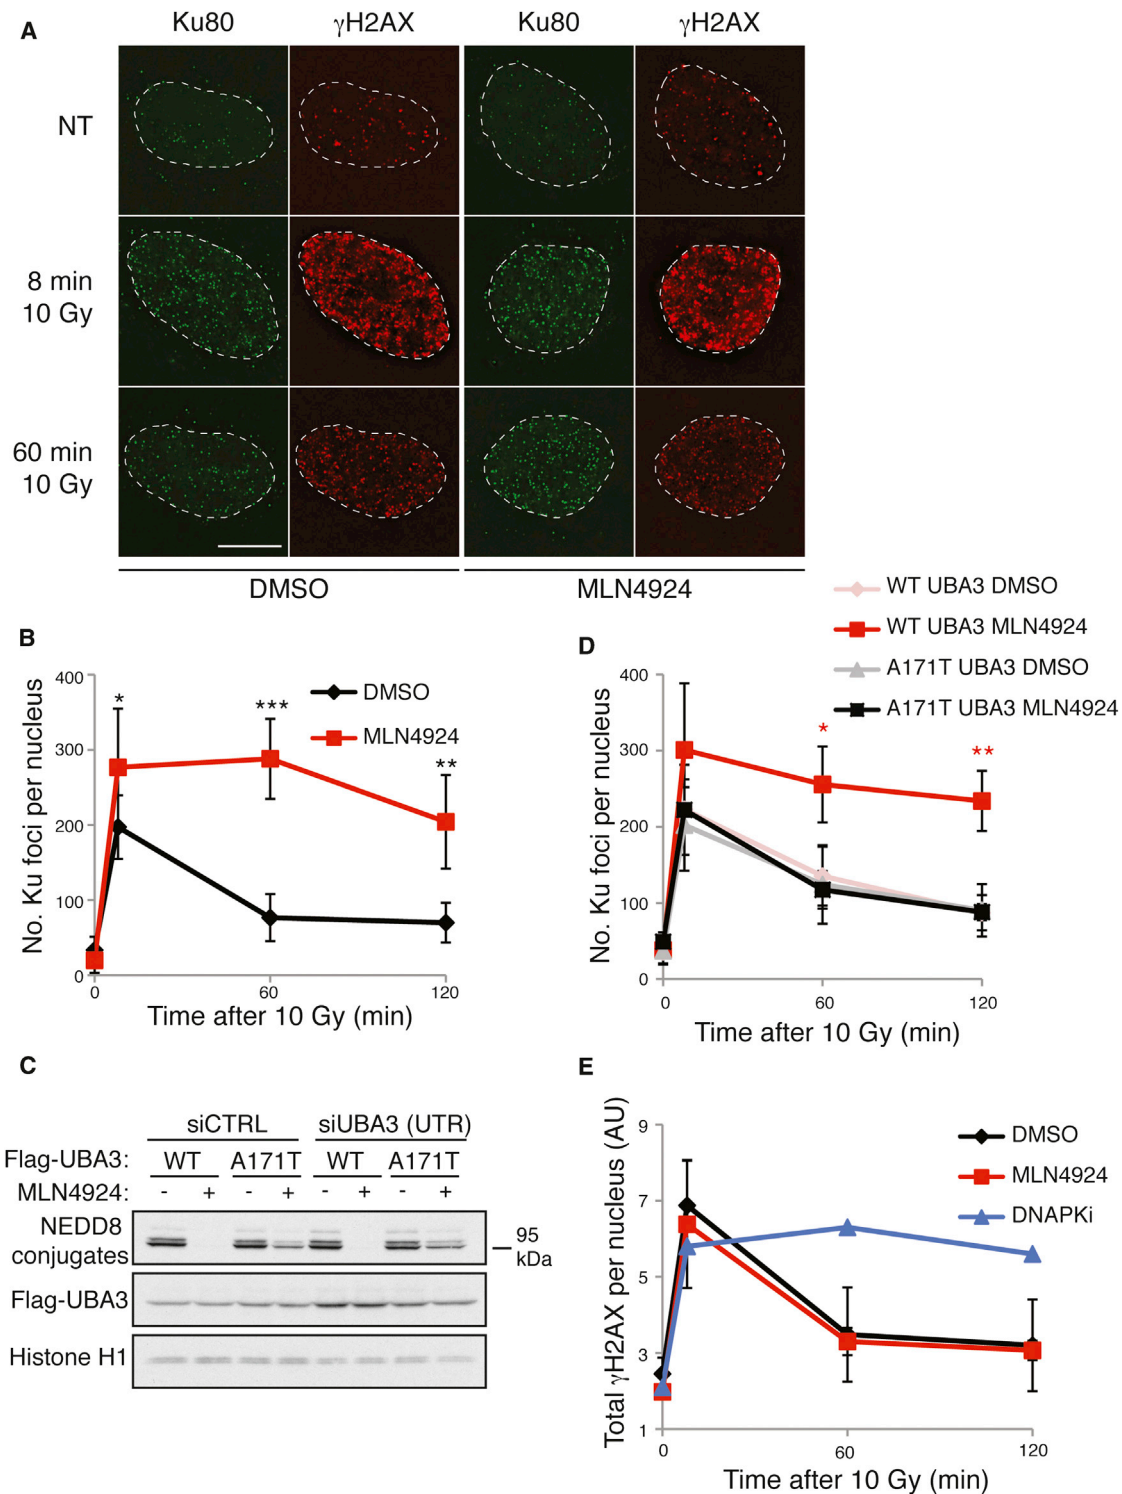 A
Ku80 γH2AX Ku80 γH2AX
NT
8 min
10 Gy
60 min
10 Gy
DMSO MLN4924
B
No. Ku foci per nucleus
400
300
200
100
0
0 60 120
Time after 10 Gy (min)
DMSO
MLN4924
*
***
**
D
WT UBA3 DMSO
WT UBA3 MLN4924
A171T UBA3 DMSO
A171T UBA3 MLN4924
No. Ku foci per nucleus
400
300
200
100
0
0 60 120
Time after 10 Gy (min)
*
**
C
siCTRL siUBA3 (UTR)
Flag-UBA3: WT A171T WT A171T
MLN4924: - + - + - + - +
NEDD8
conjugates
95
kDa
Flag-UBA3
Histone H1
E
Total γH2AX per nucleus (AU)
9
7
5
3
1
0 60 120
Time after 10 Gy (min)
DMSO
MLN4924
DNAPKi